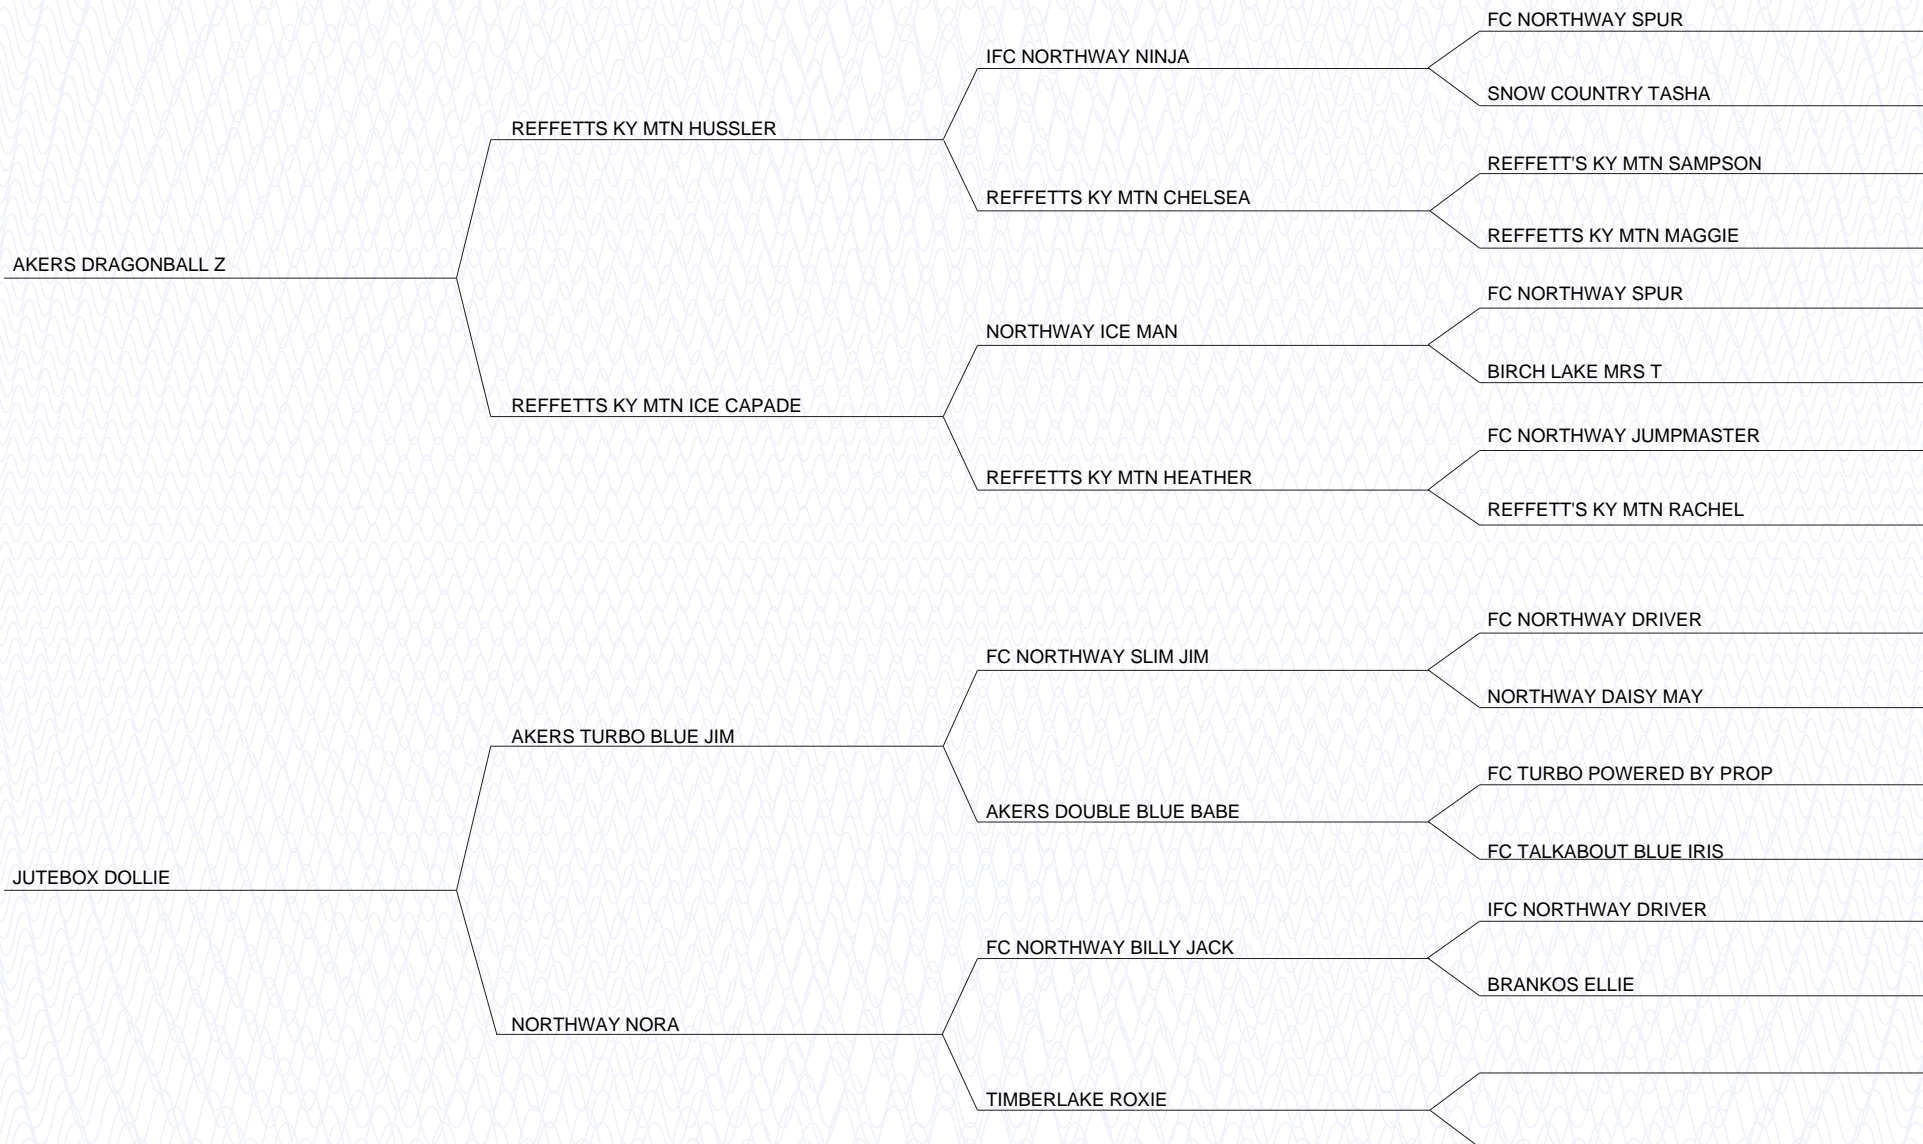 FC NORTHWAY SPUR
IFC NORTHWAY NINJA
SNOW COUNTRY TASHA
REFFETTS KY MTN HUSSLER
REFFETT'S KY MTN SAMPSON
REFFETTS KY MTN CHELSEA
REFFETTS KY MTN MAGGIE
AKERS DRAGONBALL Z
FC NORTHWAY SPUR
NORTHWAY ICE MAN
BIRCH LAKE MRS T
REFFETTS KY MTN ICE CAPADE
FC NORTHWAY JUMPMASTER
REFFETTS KY MTN HEATHER
REFFETT'S KY MTN RACHEL
FC NORTHWAY DRIVER
FC NORTHWAY SLIM JIM
NORTHWAY DAISY MAY
AKERS TURBO BLUE JIM
FC TURBO POWERED BY PROP
AKERS DOUBLE BLUE BABE
FC TALKABOUT BLUE IRIS
JUTEBOX DOLLIE
IFC NORTHWAY DRIVER
FC NORTHWAY BILLY JACK
BRANKOS ELLIE
NORTHWAY NORA
TIMBERLAKE ROXIE